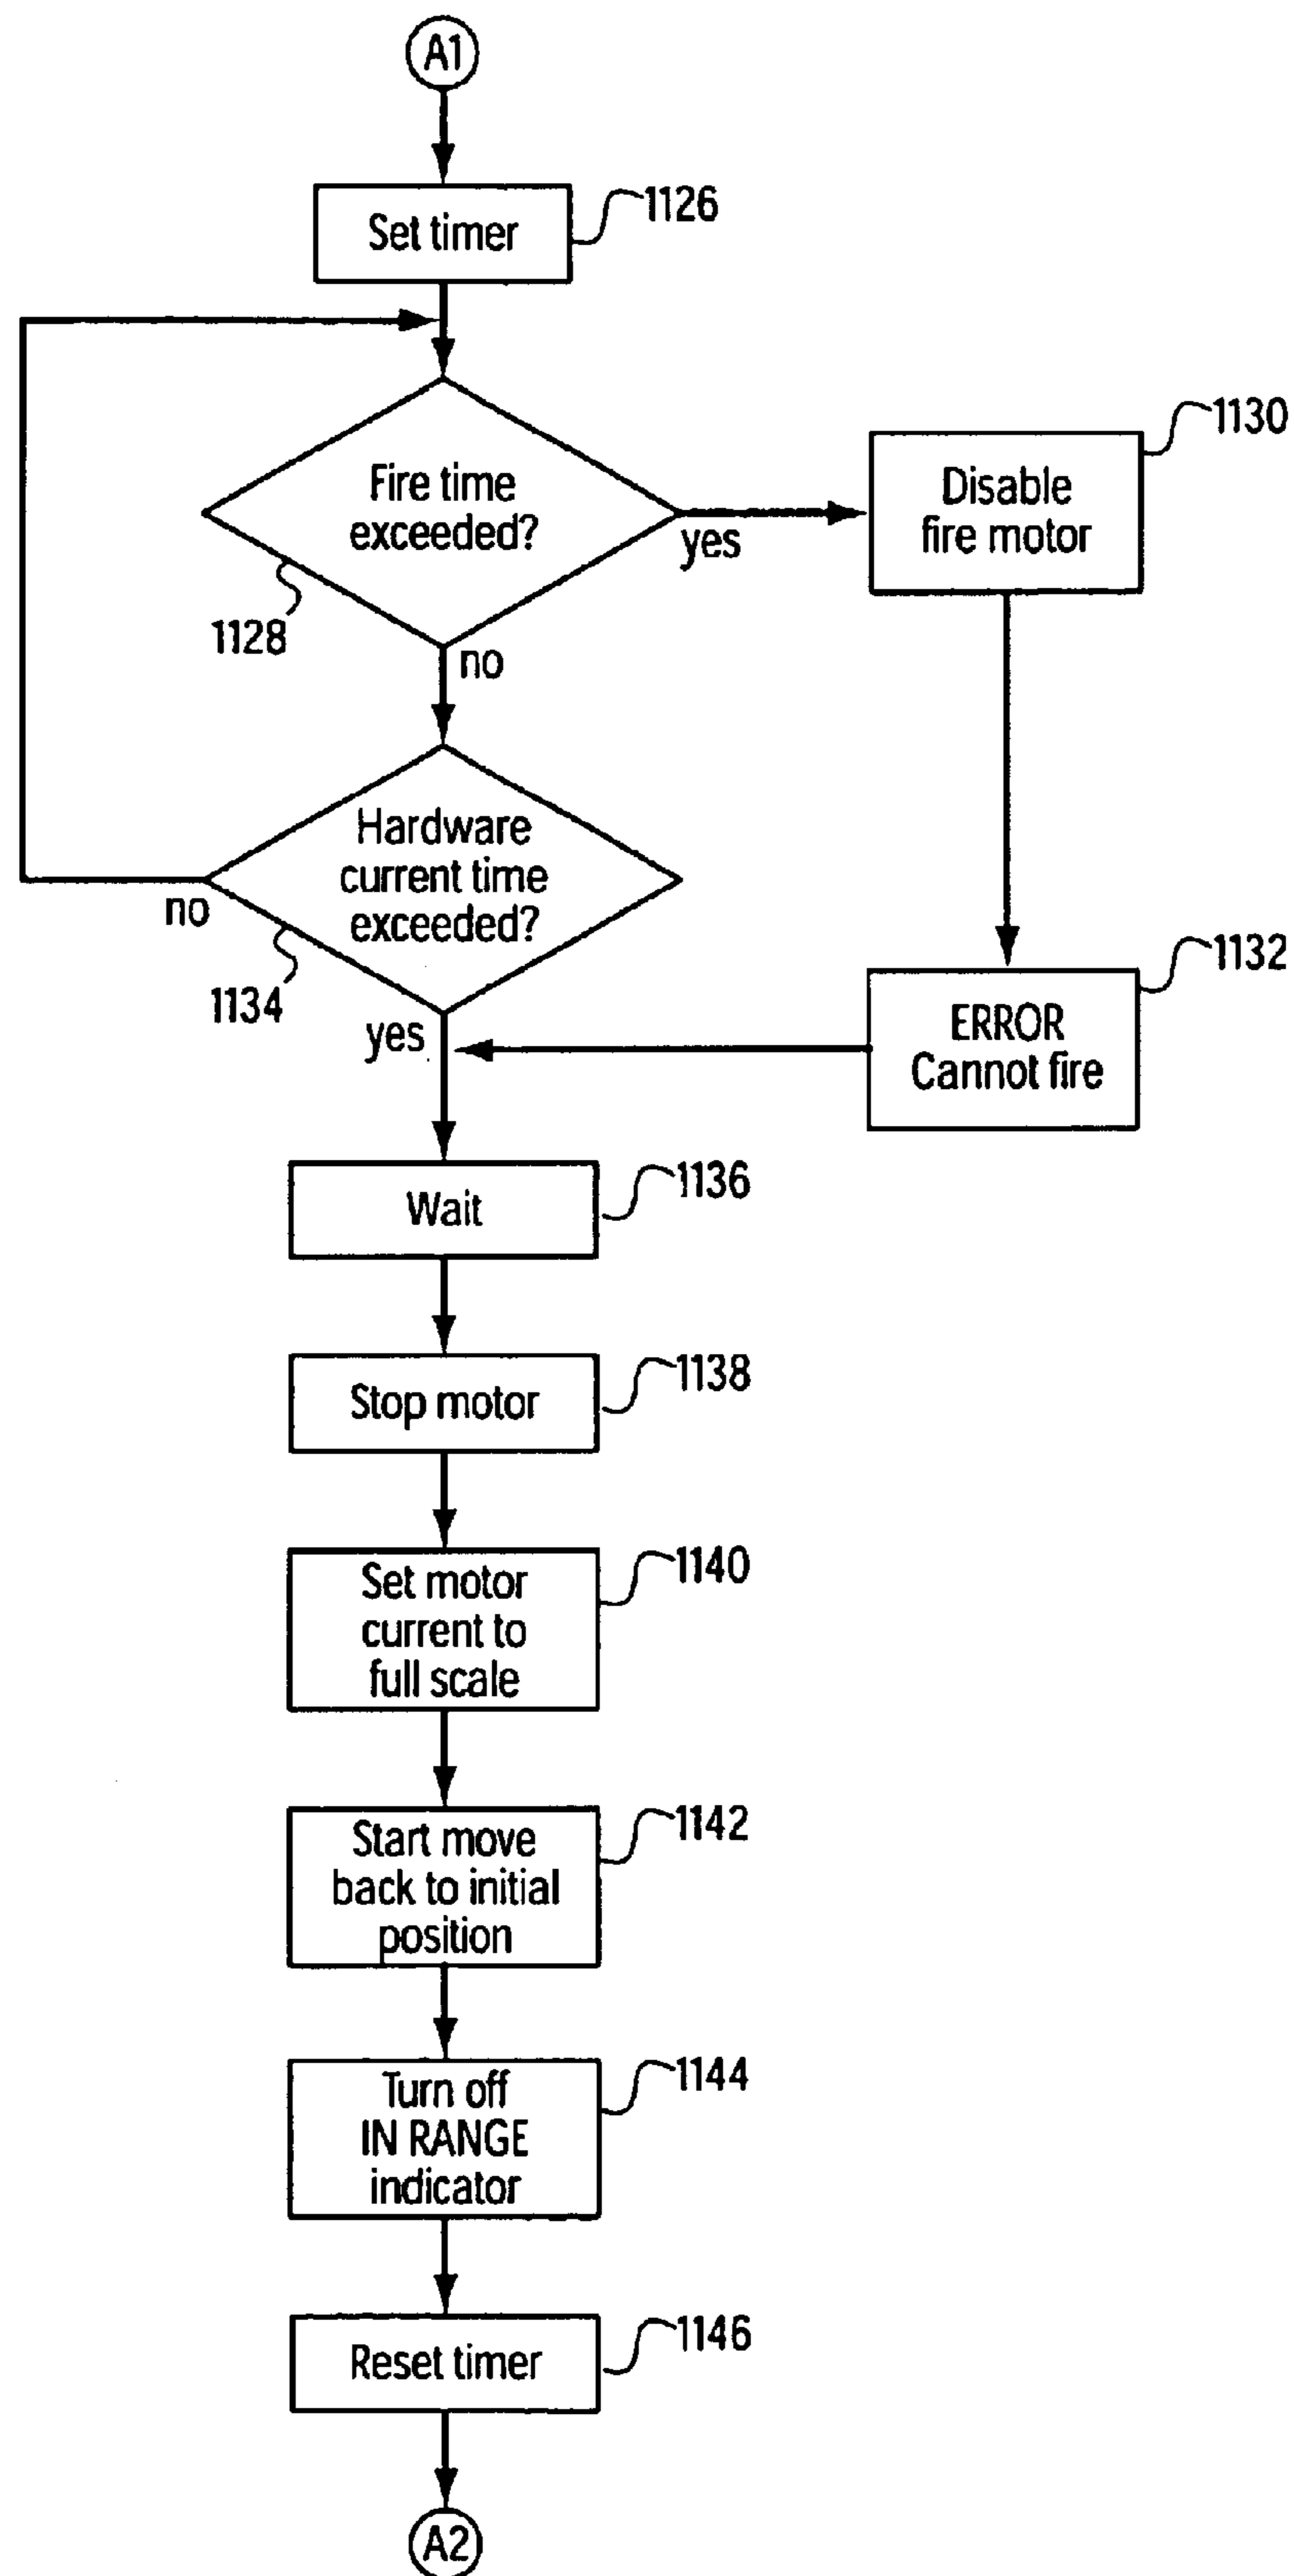 A1
Set timer
1126
Fire time
exceeded?
yes
1128
no
Disable
fire motor
1130
Hardware
current time
exceeded?
no
1134
yes
ERROR
Cannot fire
1132
Wait
1136
Stop motor
1138
Set motor
current to
full scale
1140
Start move
back to initial
position
1142
Turn off
IN RANGE
indicator
1144
Reset timer
1146
A2